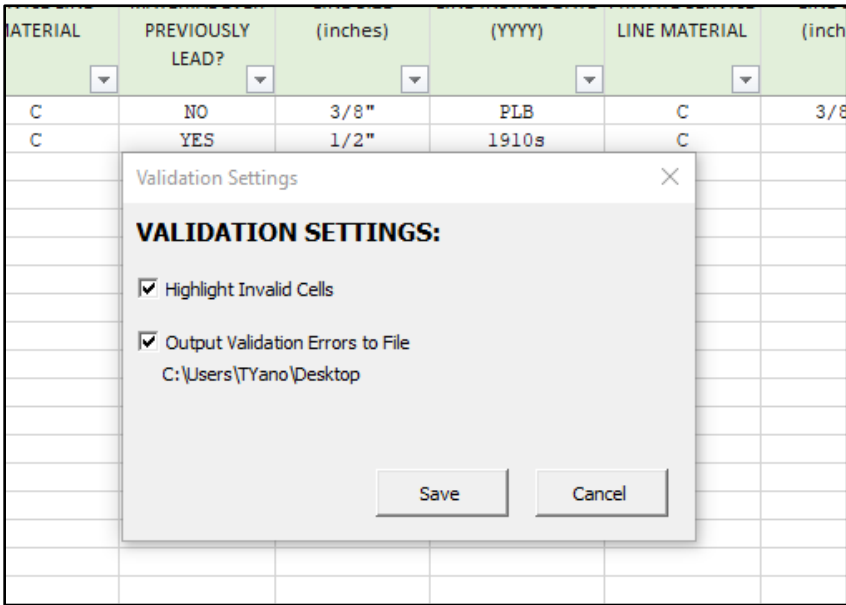 MATERIAL PREVIOUSLY (inches) (YYYY) LINE MATERIAL (inch
LEAD?
C NO 3/8" PLB C 3/8
C YES 1/2" 1910s C
Validation Settings
VALIDATION SETTINGS:
Highlight Invalid Cells
Output Validation Errors to File
C:\Users\TYano\Desktop
Save Cancel